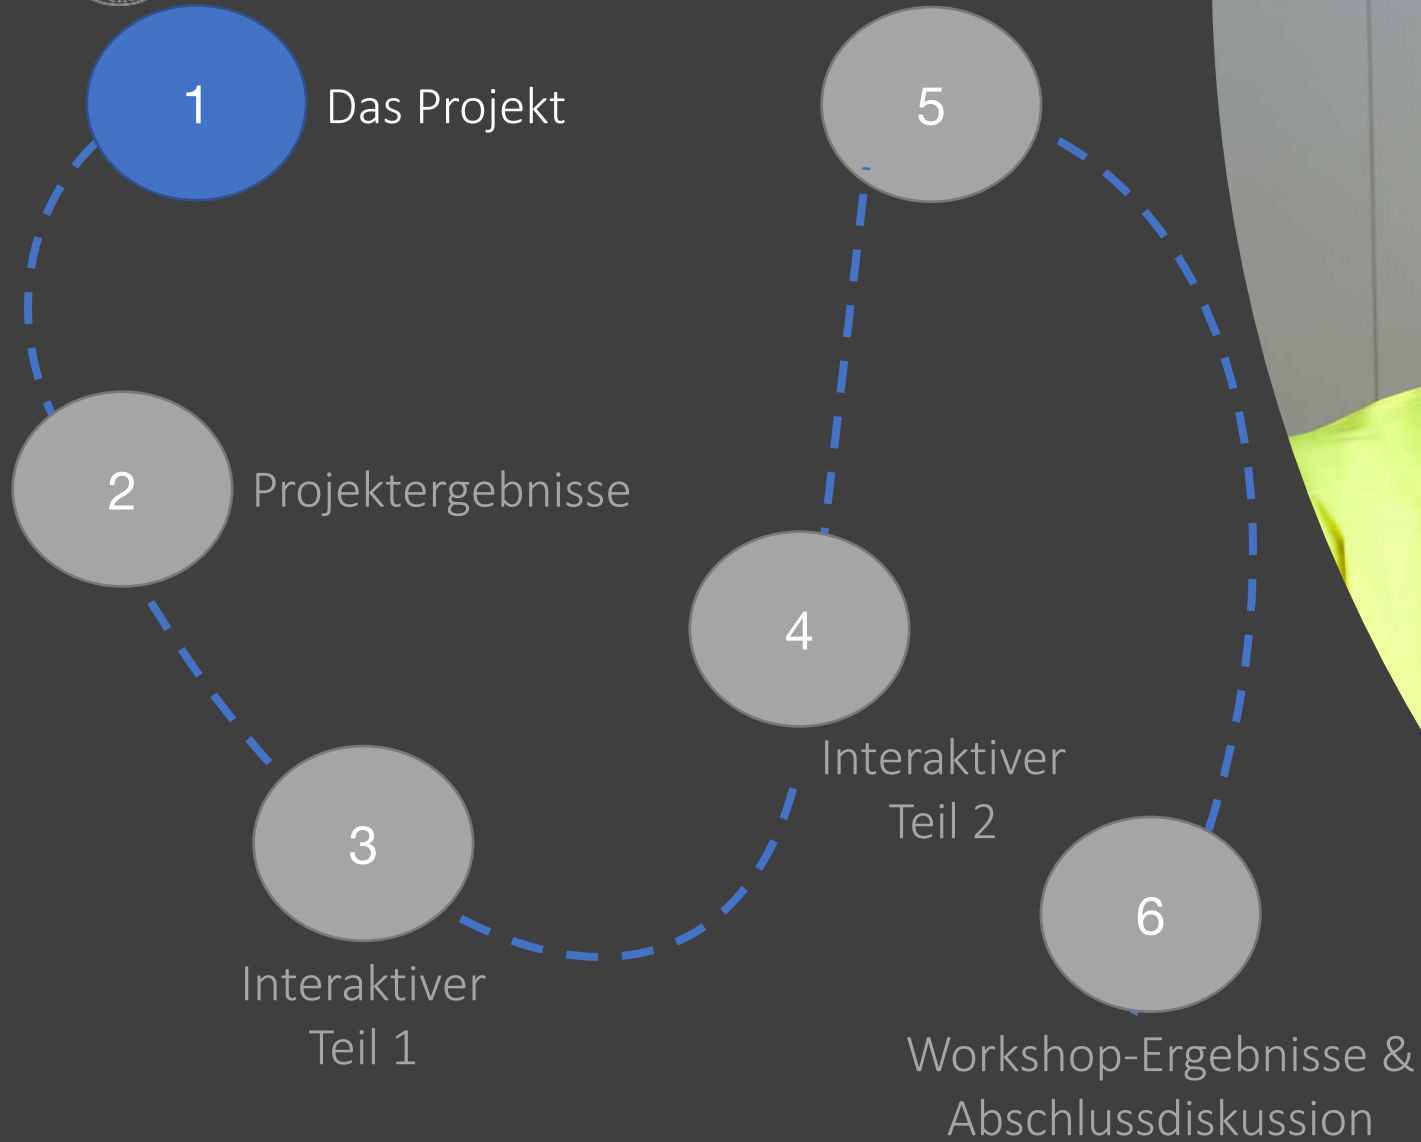 1
Das Projekt
2
Projektergebnisse
3
Interaktiver
Teil 1
4
Interaktiver
Teil 2
5
6
Workshop-Ergebnisse &
Abschlussdiskussion